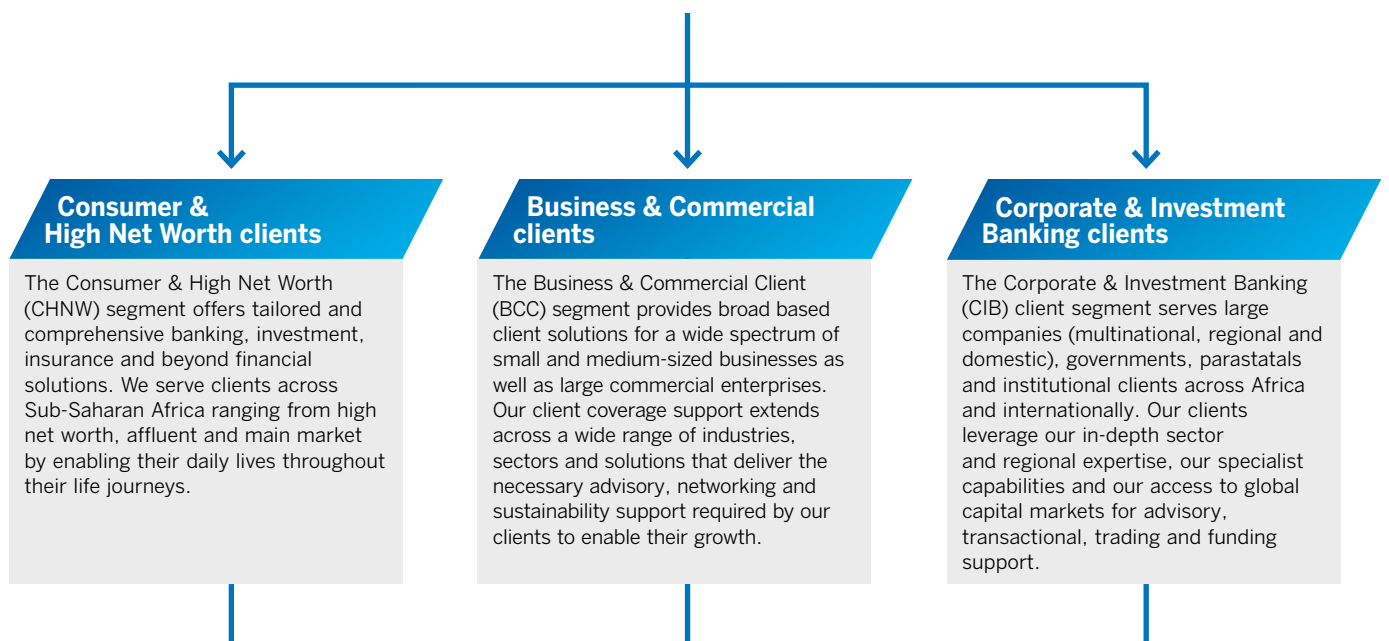 Consumer &
High Net Worth clients
The Consumer & High Net Worth
(CHNW) segment offers tailored and
comprehensive banking, investment,
insurance and beyond financial
solutions. We serve clients across
Sub-Saharan Africa ranging from high
net worth, affluent and main market
by enabling their daily lives throughout
their life journeys.
Business & Commercial
clients
The Business & Commercial Client
(BCC) segment provides broad based
client solutions for a wide spectrum of
small and medium-sized businesses as
well as large commercial enterprises.
Our client coverage support extends
across a wide range of industries,
sectors and solutions that deliver the
necessary advisory, networking and
sustainability support required by our
clients to enable their growth.
Corporate & Investment
Banking clients
The Corporate & Investment Banking
(CIB) client segment serves large
companies (multinational, regional and
domestic), governments, parastatals
and institutional clients across Africa
and internationally. Our clients
leverage our in-depth sector
and regional expertise, our specialist
capabilities and our access to global
capital markets for advisory,
transactional, trading and funding
support.